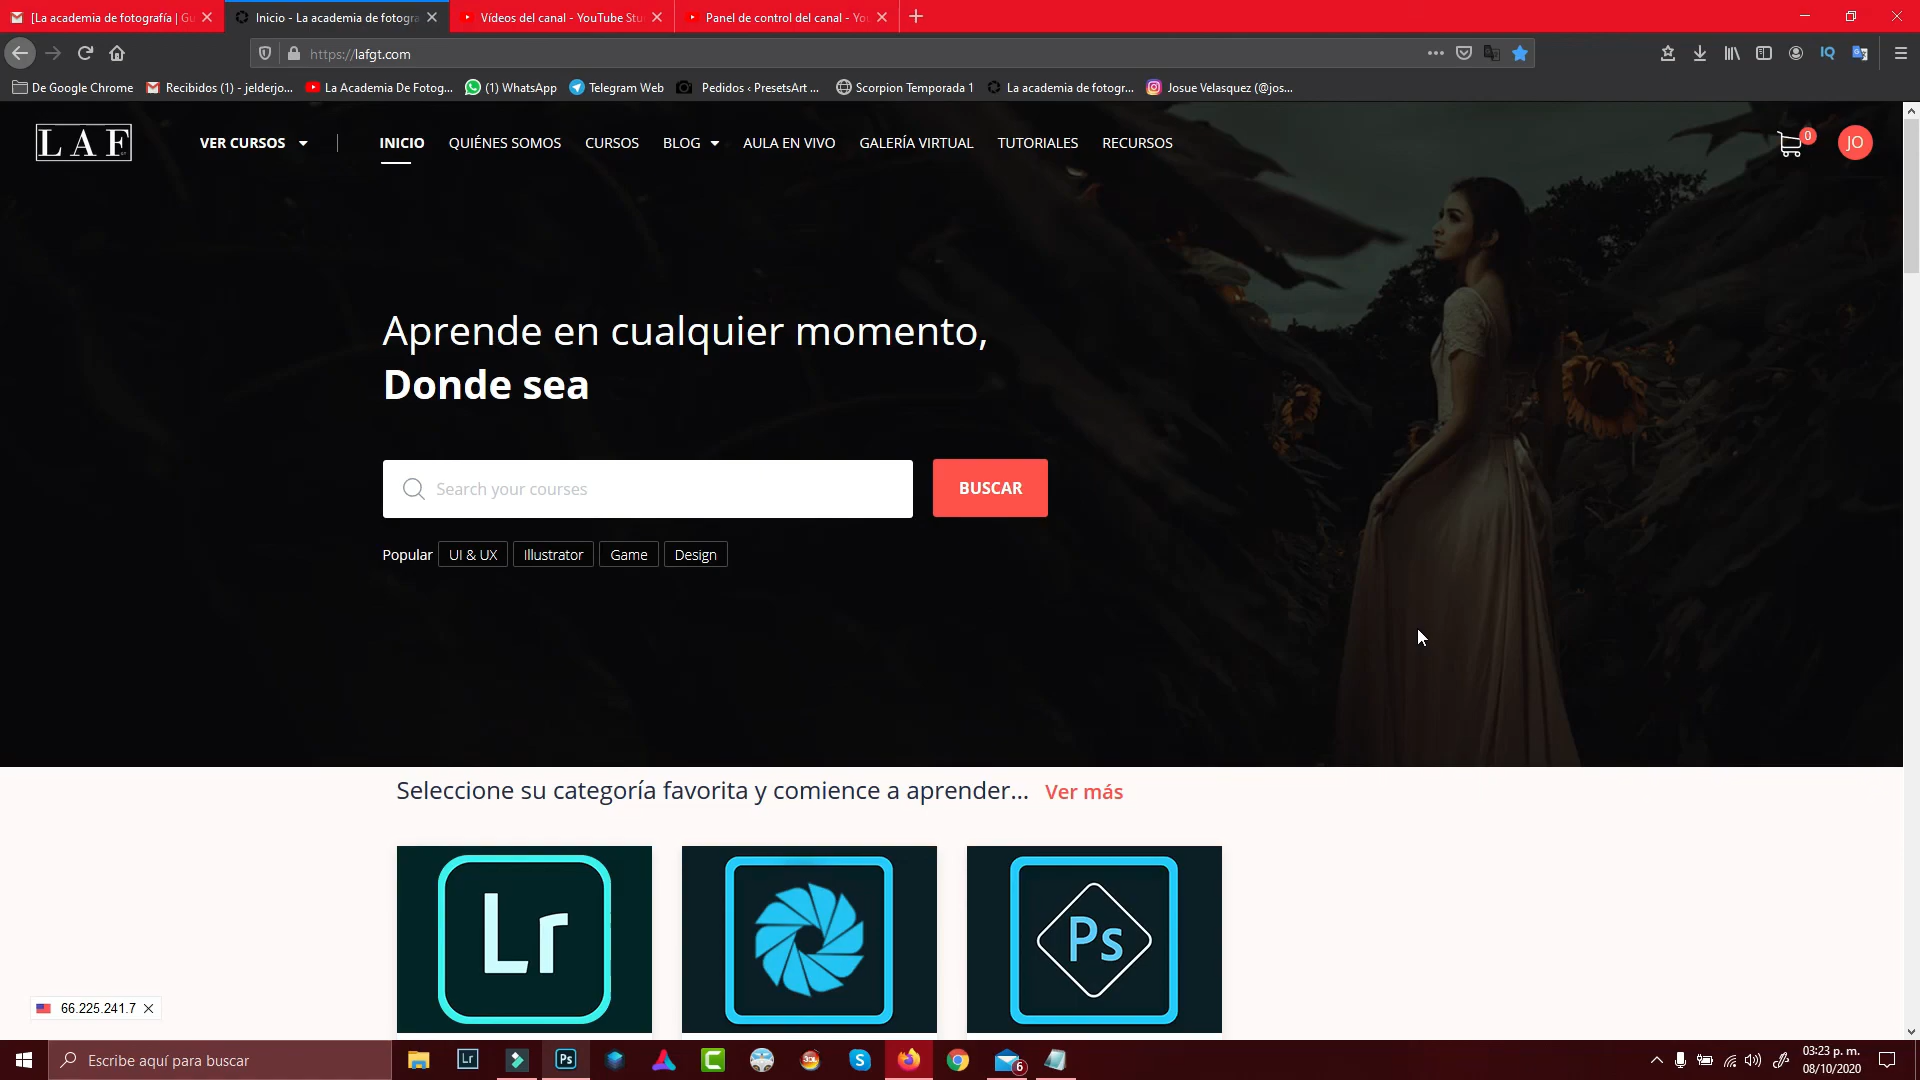 [La academia de fotografía | Gu
Inicio - La academia de fotogra
Vídeos del canal - YouTube Stu
Panel de control del canal - Yo
https://lafgt.com
De Google Chrome
Recibidos (1) - jelderjo...
La Academia De Fotog...
(1) WhatsApp
Telegram Web
Pedidos ‹ PresetsArt ...
Scorpion Temporada 1
La academia de fotogr...
Josue Velasquez (@jos...
LAF
VER CURSOS
INICIO
QUIÉNES SOMOS
CURSOS
BLOG
AULA EN VIVO
GALERÍA VIRTUAL
TUTORIALES
RECURSOS
0
JO
Aprende en cualquier momento,
Donde sea
Search your courses
BUSCAR
Popular
UI & UX
Illustrator
Game
Design
Seleccione su categoría favorita y comience a aprender...
Ver más
Lr
Ps
66.225.241.7
Escribe aquí para buscar
Lr
Ps
6
03:23 p. m.
08/10/2020